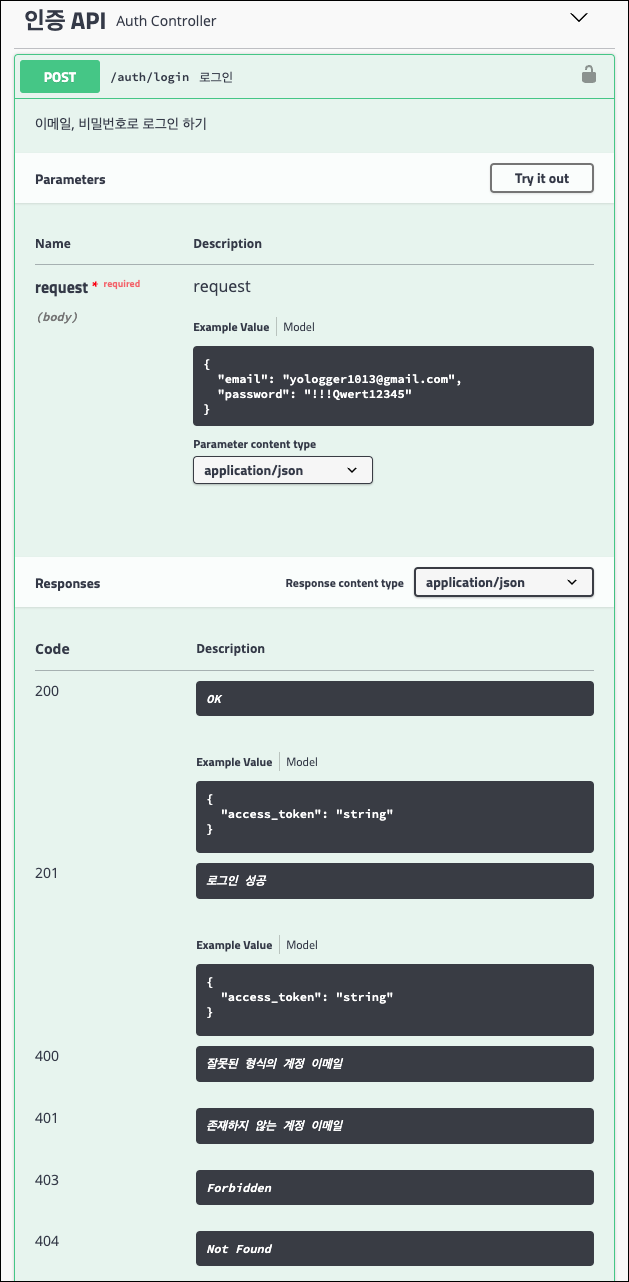 인증 API Auth Controller
POST /auth/login 로그인
이메일, 비밀번호로 로그인 하기
Parameters Try it out
Name Description
request * required request
(body)
Example Value Model
{
"email": "yologger1013@gmail.com",
"password": "!!!Qwert12345"
}
Parameter content type
application/json
Responses Response content type application/json
Code Description
200 OK
Example Value Model
{
"access_token": "string"
}
201 로그인 성공
Example Value Model
{
"access_token": "string"
}
400 잘못된 형식의 계정 이메일
401 존재하지 않는 계정 이메일
403 Forbidden
404 Not Found